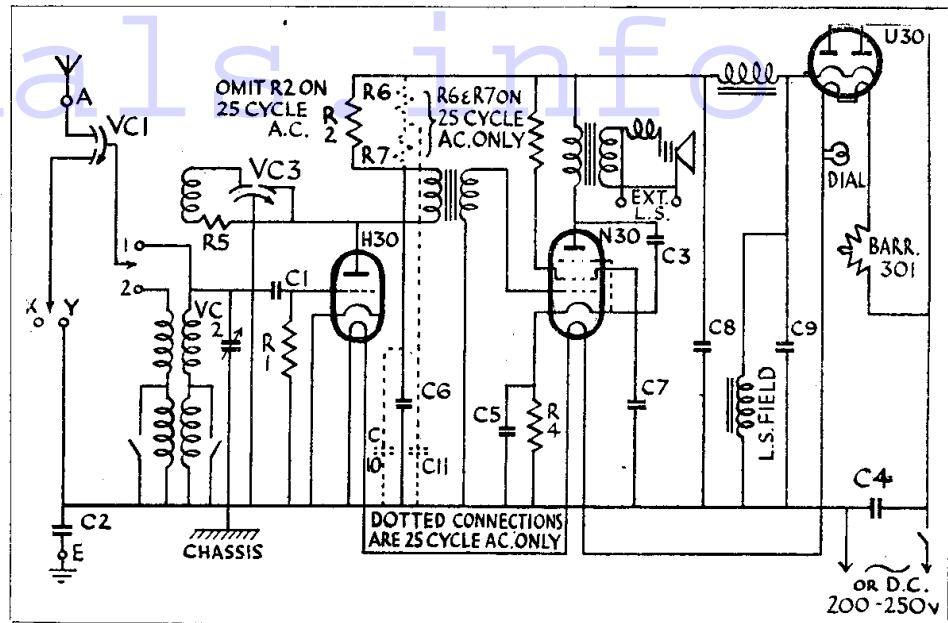 als info
U30
A
VC1
OMIT R2 ON
25 CYCLE
A.C.
R
2
R6
R7
R6 & R7 ON
25 CYCLE
AC. ONLY
DIAL
VC3
R5
EXT.
L.S.
H30
N30
C3
BARR.
301
1
2
C1
X
Y
VC
2
R
1
C8
C9
C6
C7
L.S. FIELD
C5
R
4
C
10
C11
C4
C2
E
CHASSIS
DOTTED CONNECTIONS
ARE 25 CYCLE AC. ONLY
OR D.C.
200-250V